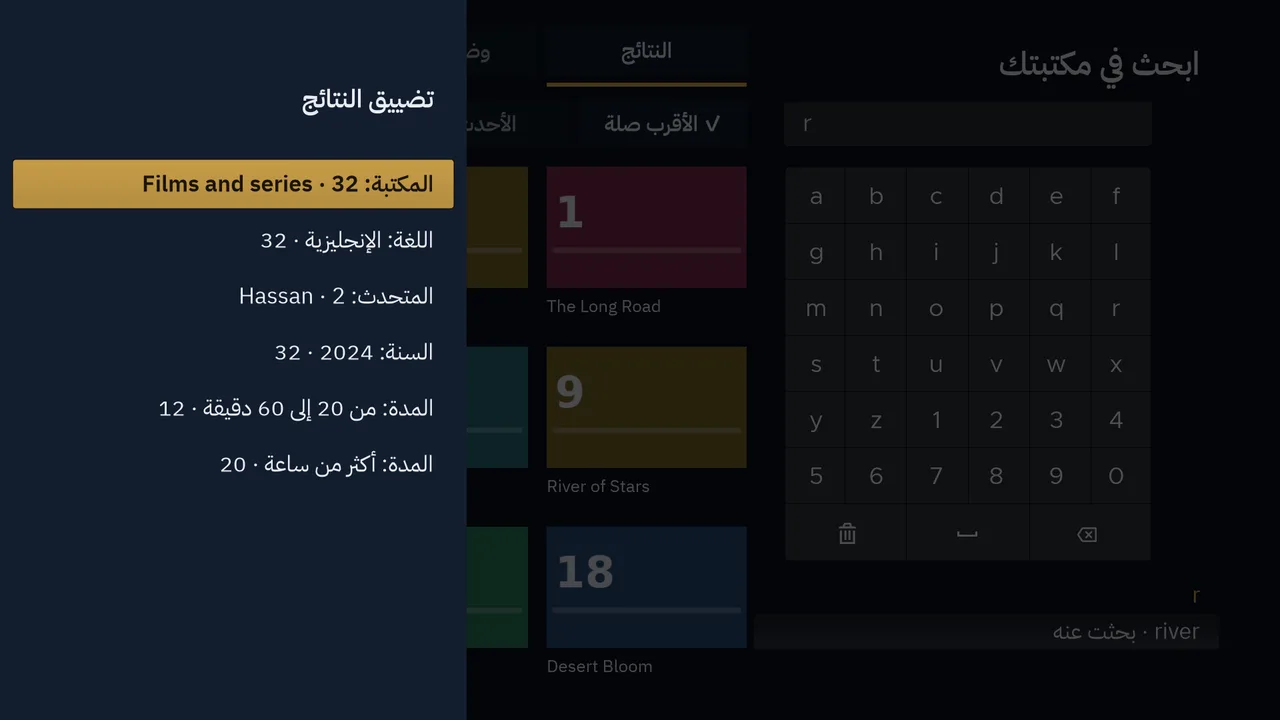 تضييق النتائج
المكتبة: Films and series · 32
اللغة: الإنجليزية · 32
المتحدث: Hassan · 2
السنة: 2024 · 32
المدة: من 20 إلى 60 دقيقة · 12
المدة: أكثر من ساعة · 20
ابحث في مكتبتك
r
a b c d e f
g h i j k l
m n o p q r
s t u v w x
y z 1 2 3 4
5 6 7 8 9 0
r
river · بحثت عنه
النتائج
✓ الأقرب صلة
1
The Long Road
9
River of Stars
18
Desert Bloom